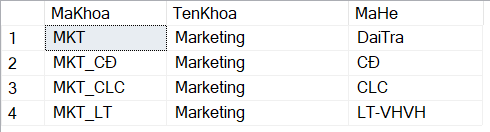 MaKhoa TenKhoa MaHe
1 MKT Marketing DaiTra
2 MKT_CĐ Marketing CĐ
3 MKT_CLC Marketing CLC
4 MKT_LT Marketing LT-VHVH